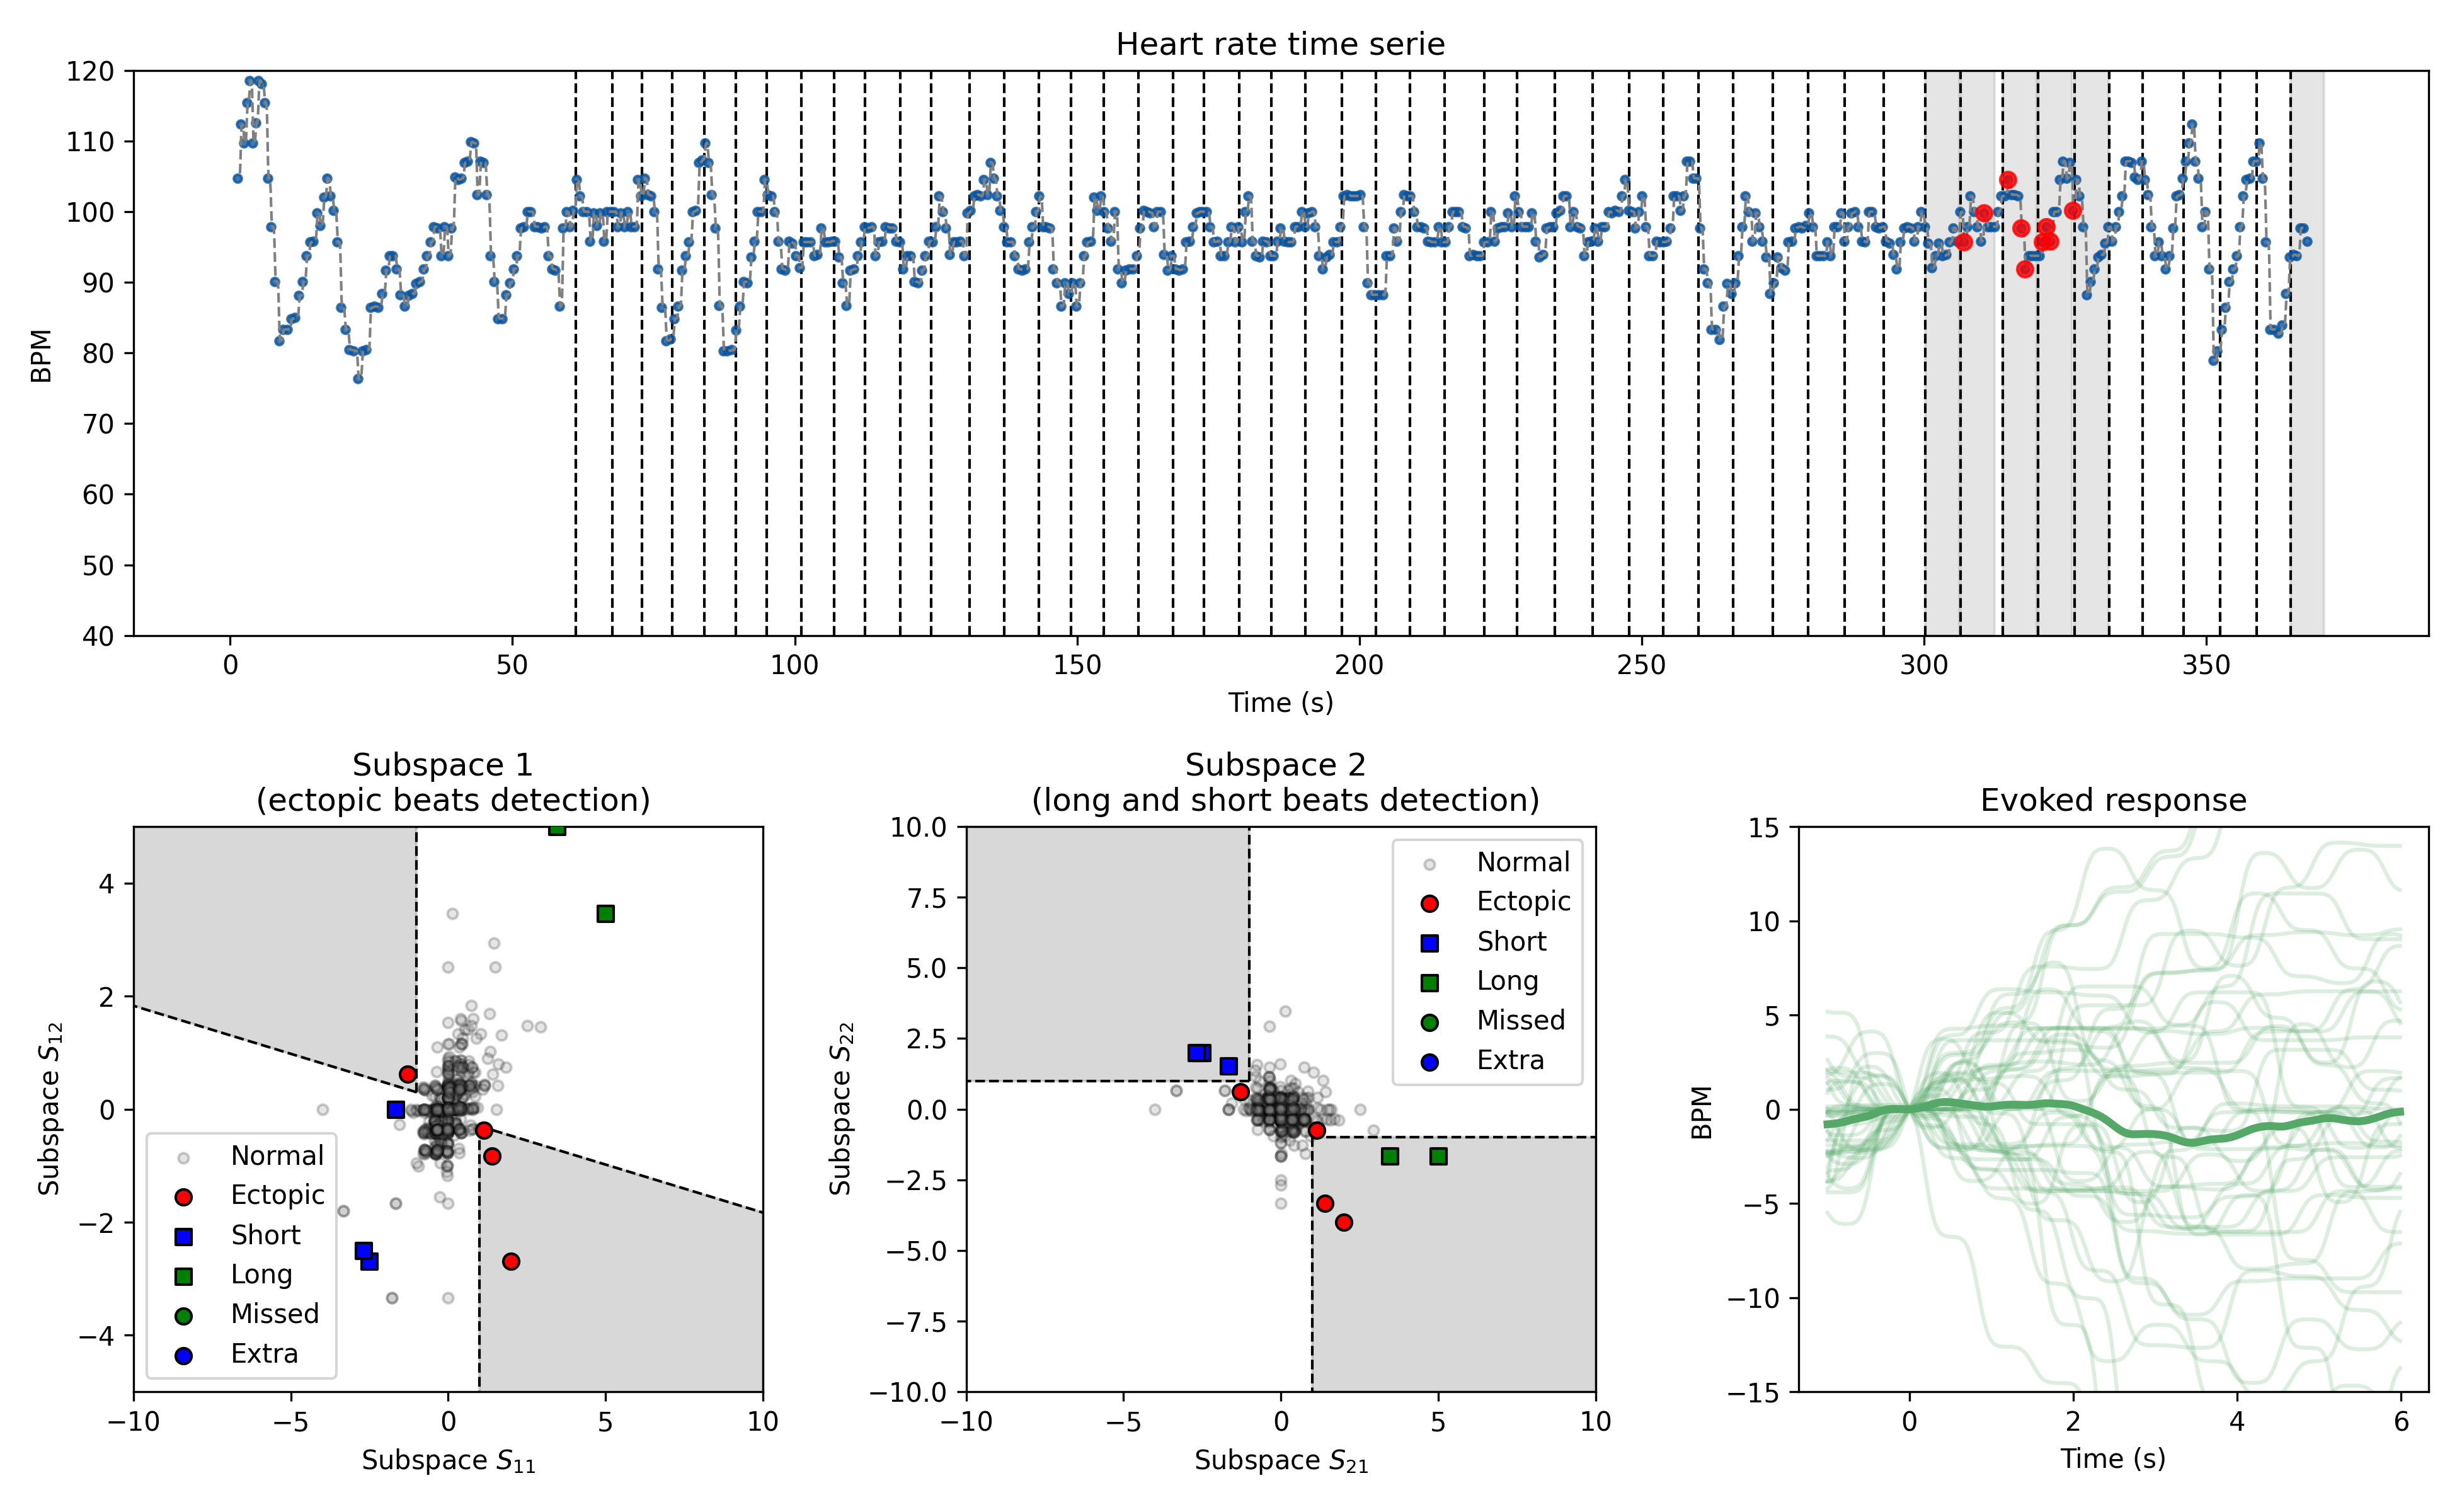 Heart rate time serie
120
110
100
90
80
70
60
50
40
BPM
0 50 100 150 200 250 300 350
Time (s)
Subspace 1
(ectopic beats detection)
4
2
0
−2
−4
Subspace S12
Normal
Ectopic
Short
Long
Missed
Extra
−10 −5 0 5 10
Subspace S11
Subspace 2
(long and short beats detection)
10.0
7.5
5.0
2.5
0.0
−2.5
−5.0
−7.5
−10.0
Subspace S22
Normal
Ectopic
Short
Long
Missed
Extra
−10 −5 0 5 10
Subspace S21
Evoked response
15
10
5
0
−5
−10
−15
BPM
0 2 4 6
Time (s)